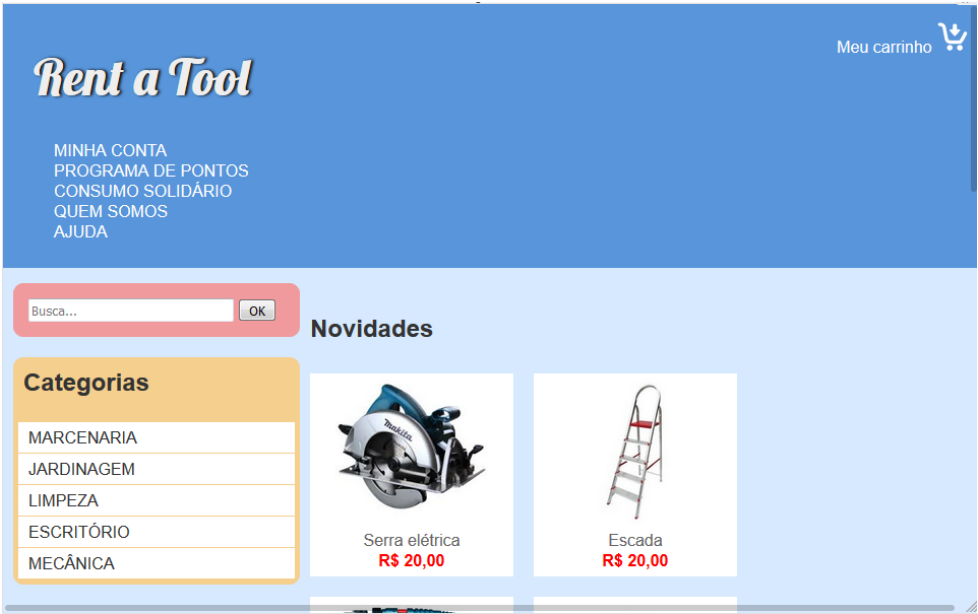 Meu carrinho
Rent a Tool
MINHA CONTA
PROGRAMA DE PONTOS
CONSUMO SOLIDÁRIO
QUEM SOMOS
AJUDA
Busca...
OK
Categorias
MARCENARIA
JARDINAGEM
LIMPEZA
ESCRITÓRIO
MECÂNICA
Novidades
makita
Serra elétrica
R$ 20,00
Escada
R$ 20,00